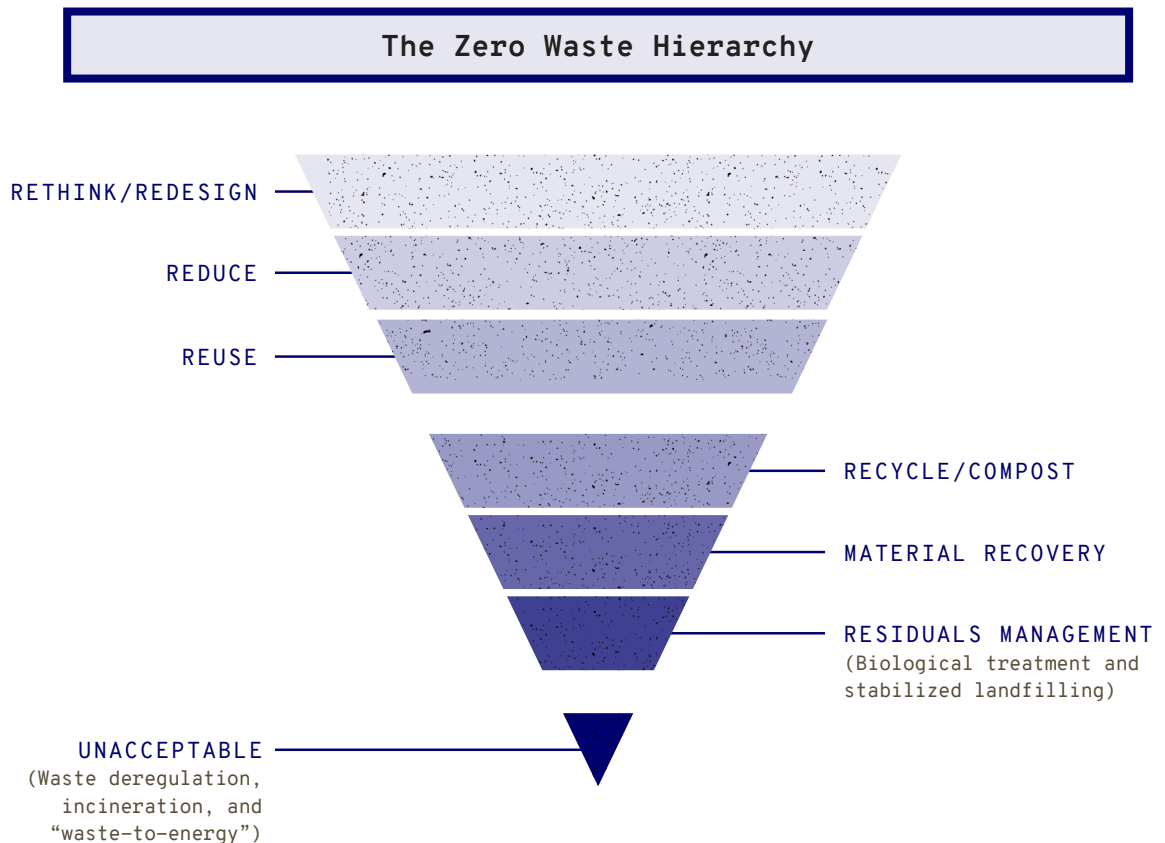 The Zero Waste Hierarchy
RETHINK/REDESIGN
REDUCE
REUSE
RECYCLE/COMPOST
MATERIAL RECOVERY
RESIDUALS MANAGEMENT
(Biological treatment and
stabilized landfilling)
UNACCEPTABLE
(Waste deregulation,
incineration, and
“waste-to-energy”)